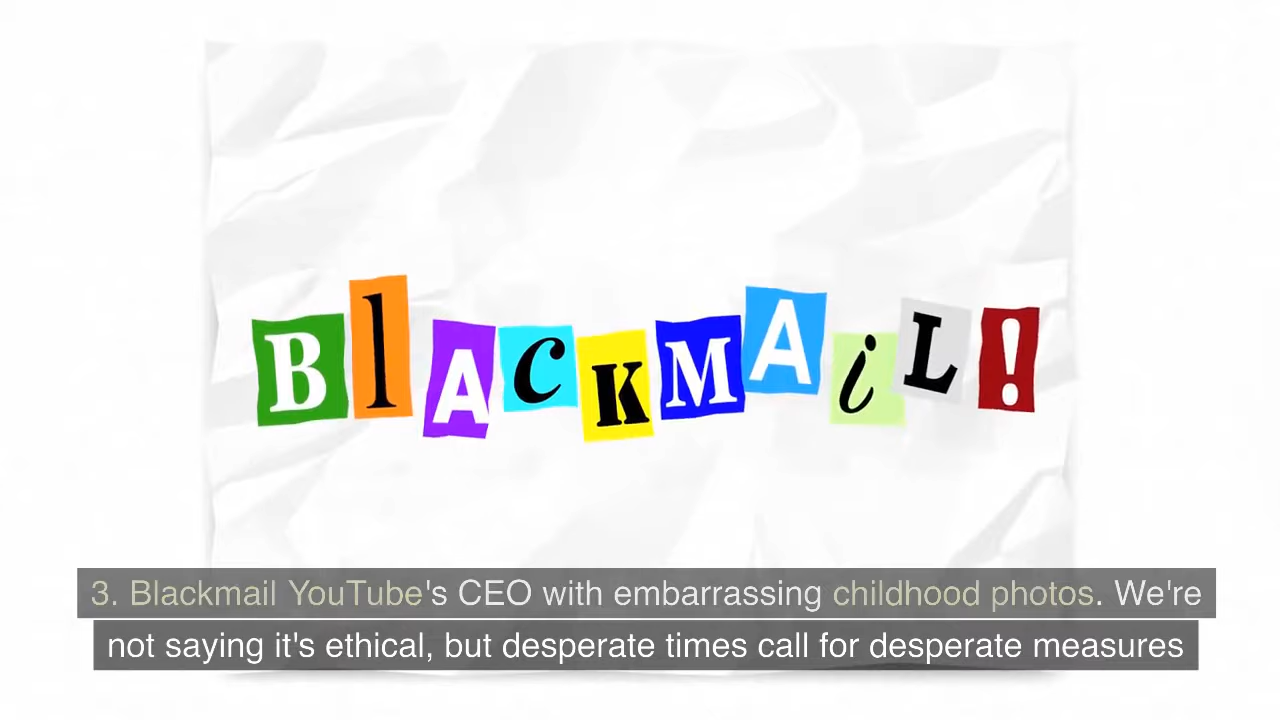 BlAcKMAiL!
3. Blackmail YouTube's CEO with embarrassing childhood photos. We're
not saying it's ethical, but desperate times call for desperate measures